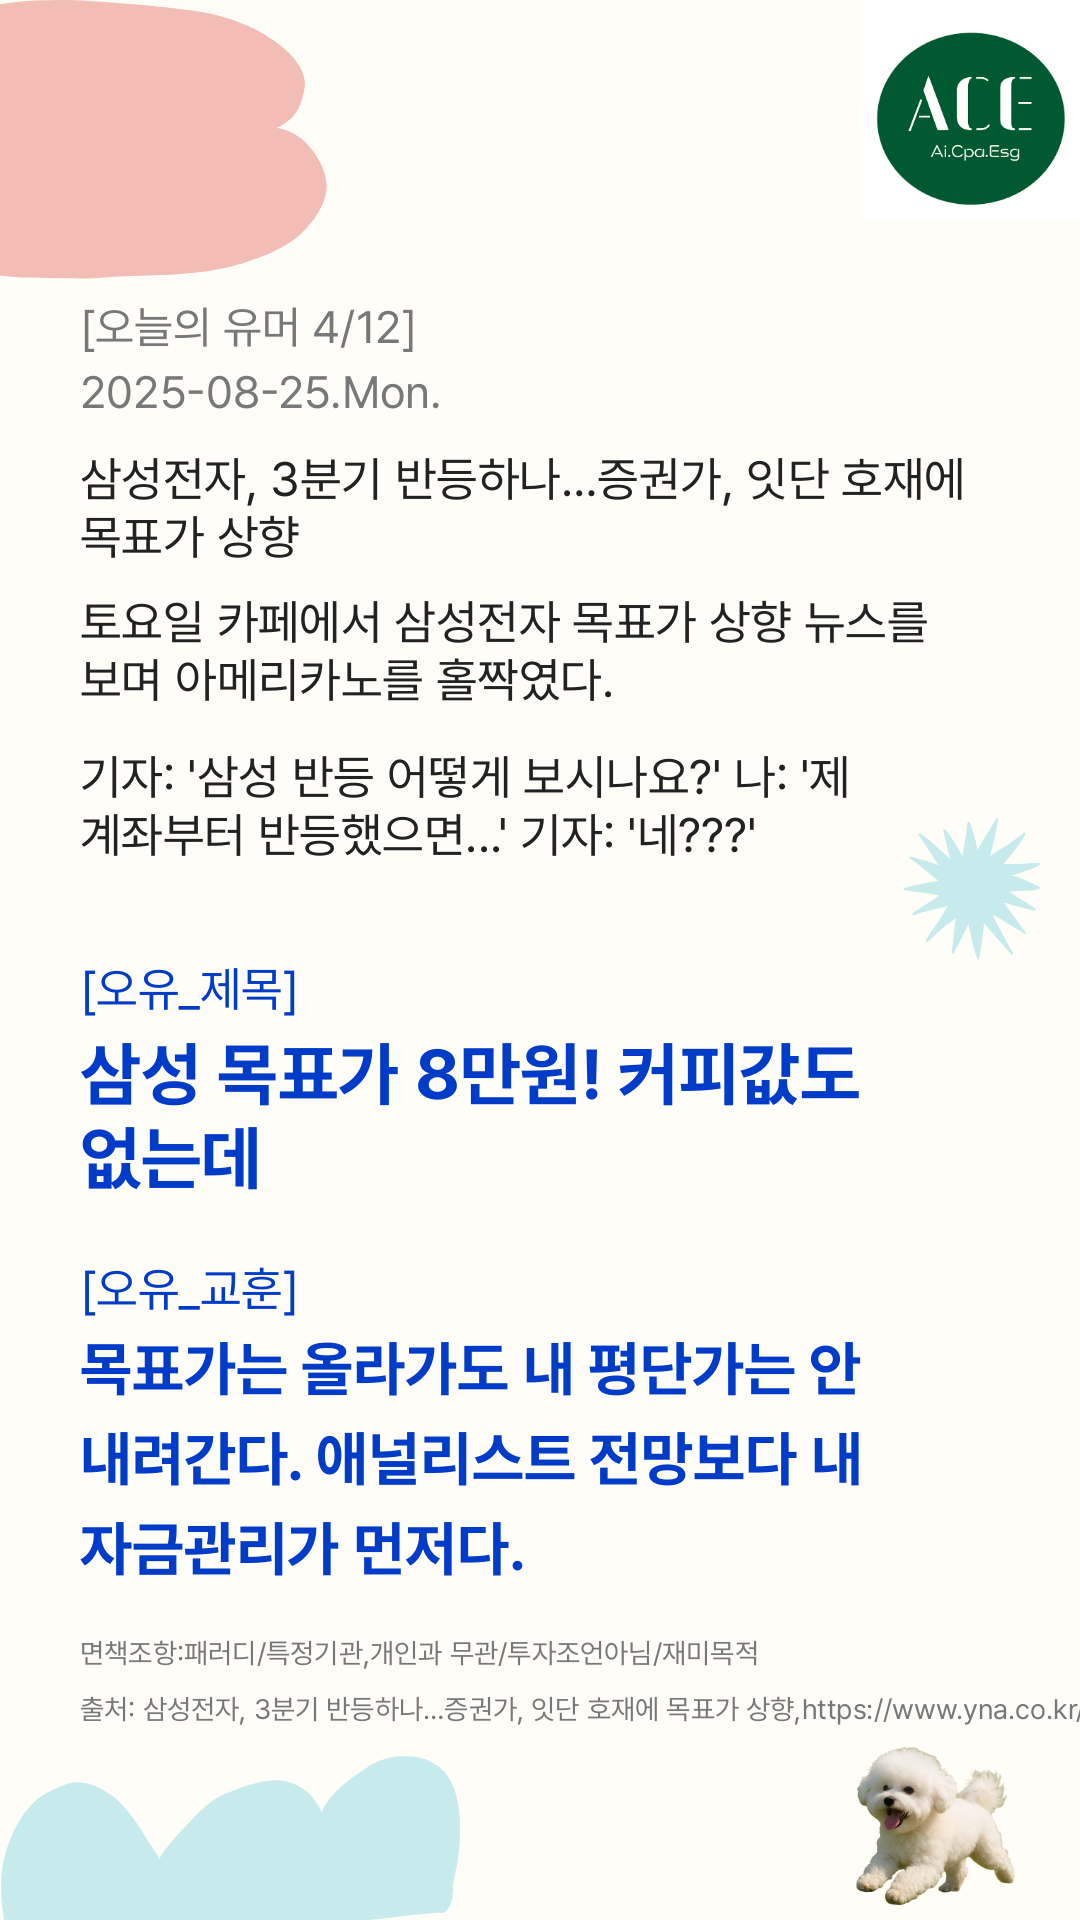 ACE
Ai.Cpa.Esg
[오늘의 유머 4/12]
2025-08-25.Mon.
삼성전자, 3분기 반등하나...증권가, 잇단 호재에
목표가 상향
토요일 카페에서 삼성전자 목표가 상향 뉴스를
보며 아메리카노를 홀짝였다.
기자: '삼성 반등 어떻게 보시나요?' 나: '제
계좌부터 반등했으면...' 기자: '네???'
[오유_제목]
삼성 목표가 8만원! 커피값도
없는데
[오유_교훈]
목표가는 올라가도 내 평단가는 안
내려간다. 애널리스트 전망보다 내
자금관리가 먼저다.
면책조항:패러디/특정기관,개인과 무관/투자조언아님/재미목적
출처: 삼성전자, 3분기 반등하나...증권가, 잇단 호재에 목표가 상향,https://www.yna.co.kr/